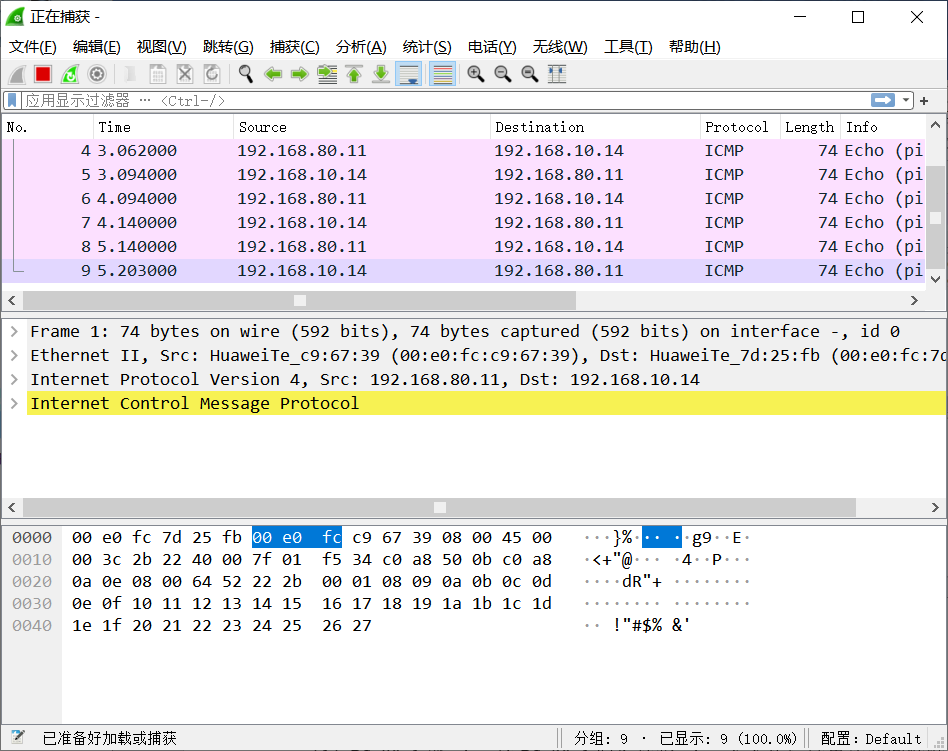 正在捕获 -
文件(F) 编辑(E) 视图(V) 跳转(G) 捕获(C) 分析(A) 统计(S) 电话(Y) 无线(W) 工具(T) 帮助(H)
应用显示过滤器 … <Ctrl-/>
No. Time Source Destination Protocol Length Info
4 3.062000 192.168.80.11 192.168.10.14 ICMP 74 Echo (pi
5 3.094000 192.168.10.14 192.168.80.11 ICMP 74 Echo (pi
6 4.094000 192.168.80.11 192.168.10.14 ICMP 74 Echo (pi
7 4.140000 192.168.10.14 192.168.80.11 ICMP 74 Echo (pi
8 5.140000 192.168.80.11 192.168.10.14 ICMP 74 Echo (pi
9 5.203000 192.168.10.14 192.168.80.11 ICMP 74 Echo (pi
Frame 1: 74 bytes on wire (592 bits), 74 bytes captured (592 bits) on interface -, id 0
Ethernet II, Src: HuaweiTe_c9:67:39 (00:e0:fc:c9:67:39), Dst: HuaweiTe_7d:25:fb (00:e0:fc:7d
Internet Protocol Version 4, Src: 192.168.80.11, Dst: 192.168.10.14
Internet Control Message Protocol
0000 00 e0 fc 7d 25 fb 00 e0 fc c9 67 39 08 00 45 00 ···}%··· ··g9··E·
0010 00 3c 2b 22 40 00 7f 01 f5 34 c0 a8 50 0b c0 a8 ·<+"@··· ·4··P···
0020 0a 0e 08 00 64 52 22 2b 00 01 08 09 0a 0b 0c 0d ····dR"+ ········
0030 0e 0f 10 11 12 13 14 15 16 17 18 19 1a 1b 1c 1d ········ ········
0040 1e 1f 20 21 22 23 24 25 26 27 ·· !"#$% &'
已准备好加载或捕获 分组: 9 · 已显示: 9 (100.0%) 配置: Default